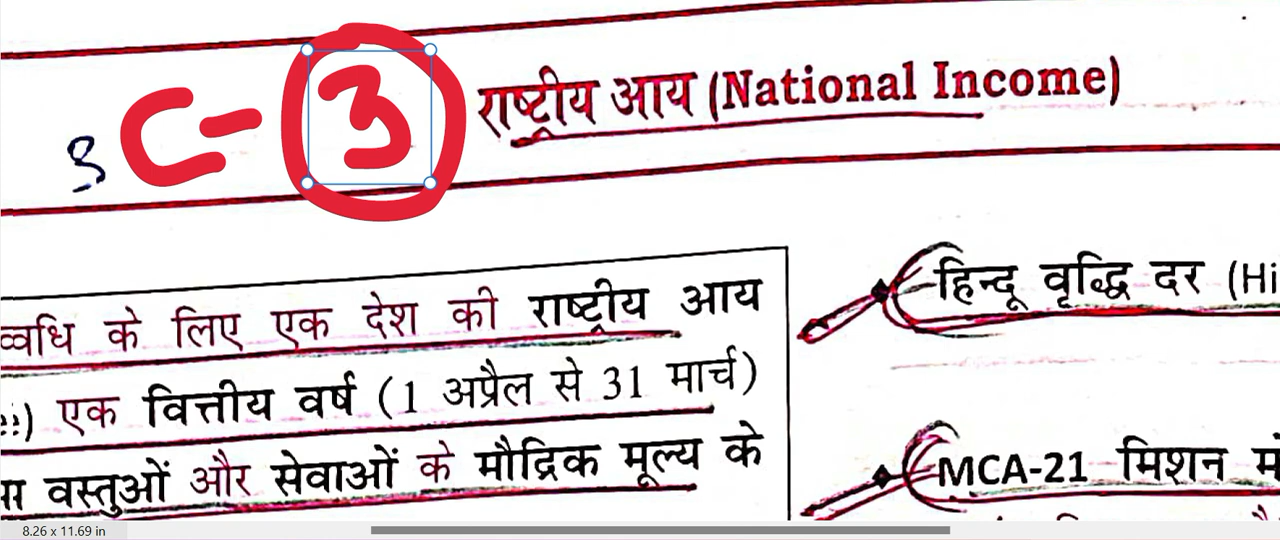 C-3 राष्ट्रीय आय (National Income)
के लिए एक देश की राष्ट्रीय आय
एक वित्तीय वर्ष (1 अप्रैल से 31 मार्च)
वस्तुओं और सेवाओं के मौद्रिक मूल्य के
हिन्दू वृद्धि दर (Hi
MCA-21 मिशन
8.26 x 11.69 in